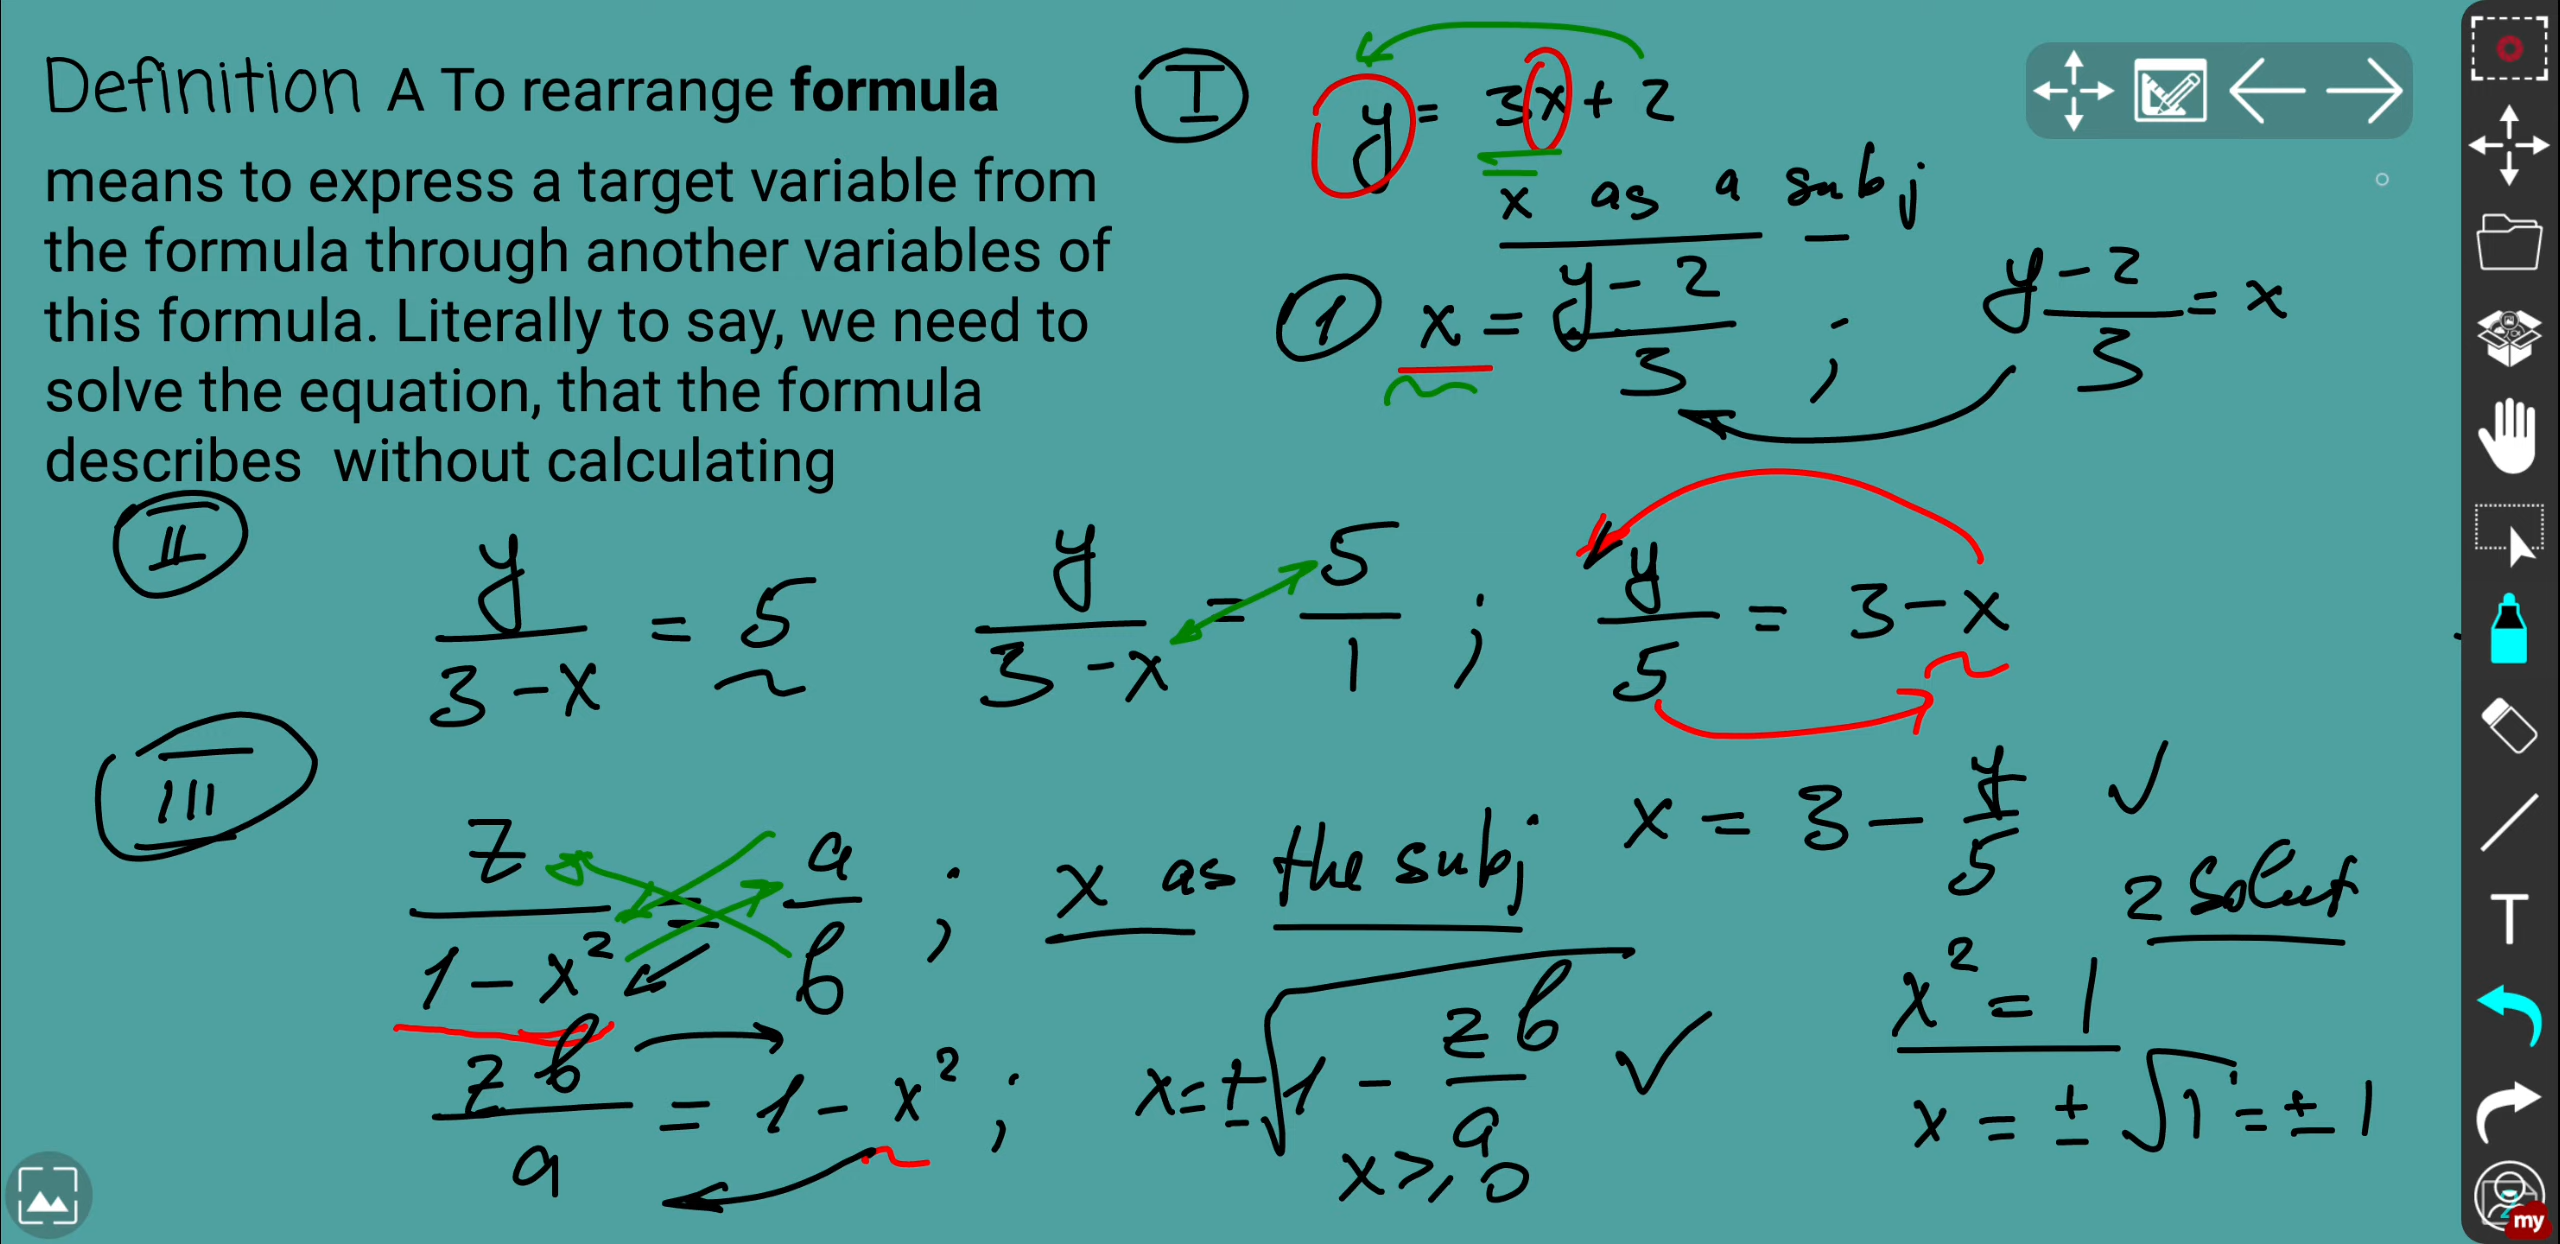 Definition A To rearrange formula
means to express a target variable from
the formula through another variables of
this formula. Literally to say, we need to
solve the equation, that the formula
describes without calculating
I y = 3x + 2
x as a subj
1 x = (y - 2)/3 ; (y - 2)/3 = x
II y/(3 - x) = 5 y/(3 - x) = 5/1 ; y/5 = 3 - x
x = 3 - y/5 ✓
III z/(1 - x²) = a/b ; x as the subj
2 solut
zb/a = 1 - x² ; x = ±√(1 - zb/a) ✓
x ⩾ 0
x² = 1
x = ±√1 = ±1
T
my